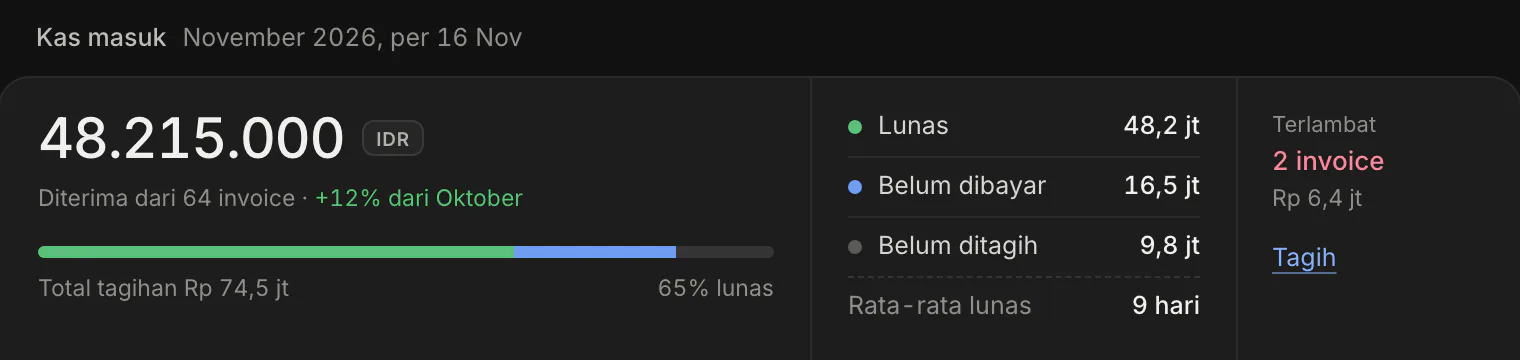 Kas masuk November 2026, per 16 Nov
48.215.000 IDR
Diterima dari 64 invoice · +12% dari Oktober
Total tagihan Rp 74,5 jt 65% lunas
Lunas 48,2 jt
Belum dibayar 16,5 jt
Belum ditagih 9,8 jt
Rata-rata lunas 9 hari
Terlambat
2 invoice
Rp 6,4 jt
Tagih